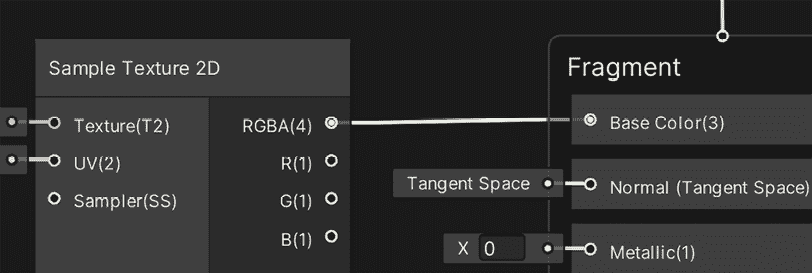 Sample Texture 2D
Texture(T2)
RGBA(4)
UV(2)
R(1)
Sampler(SS)
G(1)
B(1)
Fragment
Base Color(3)
Tangent Space
Normal (Tangent Space)
X 0
Metallic(1)